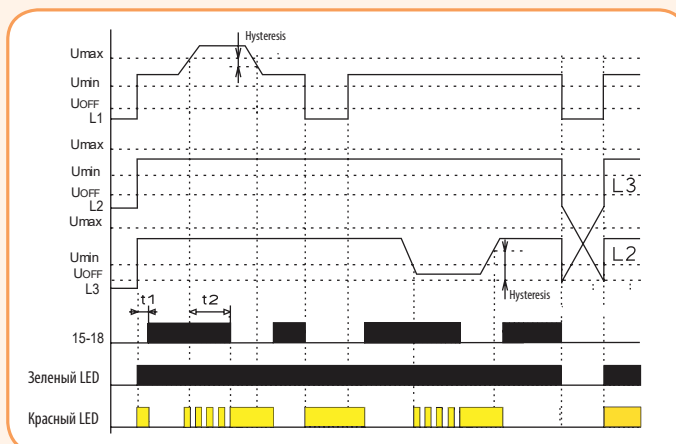 Hysteresis
Umax
Umin
UOFF
L1
Umax
Umin
UOFF
L2
L3
Umax
Umin
UOFF
L3
L2
Hysteresis
t1
t2
15-18
Зеленый LED
Красный LED